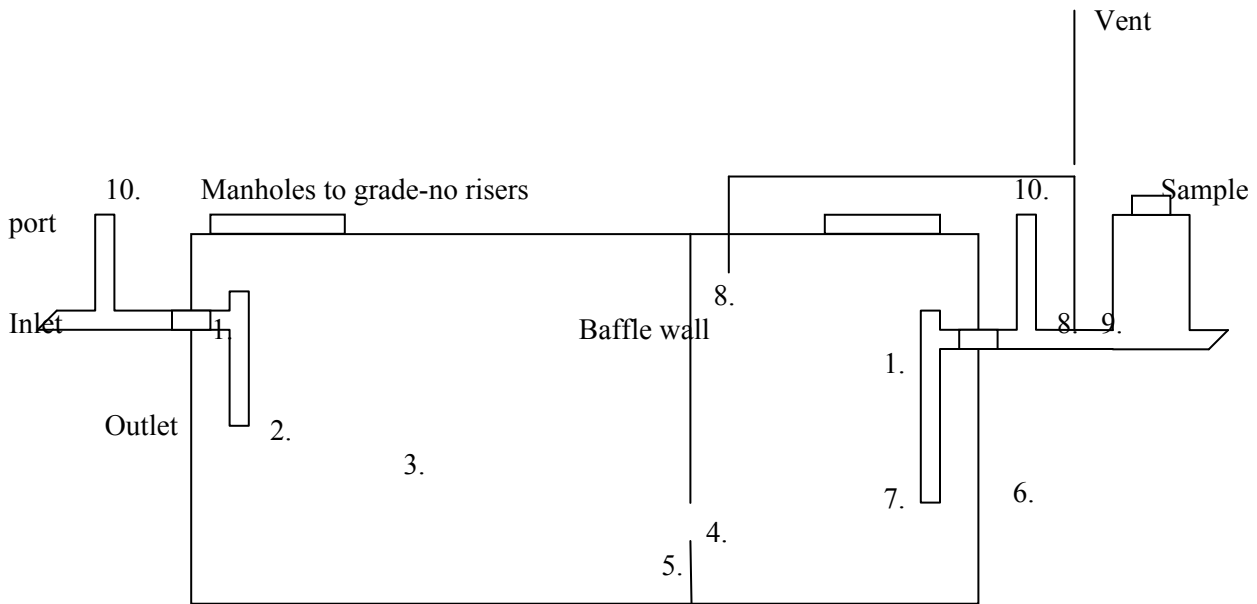 Vent
10. Manholes to grade-no risers 10. Sample
port
8.
Inlet 1. Baffle wall 8. 9.
1.
Outlet 2.
3.
7. 6.
4.
5.